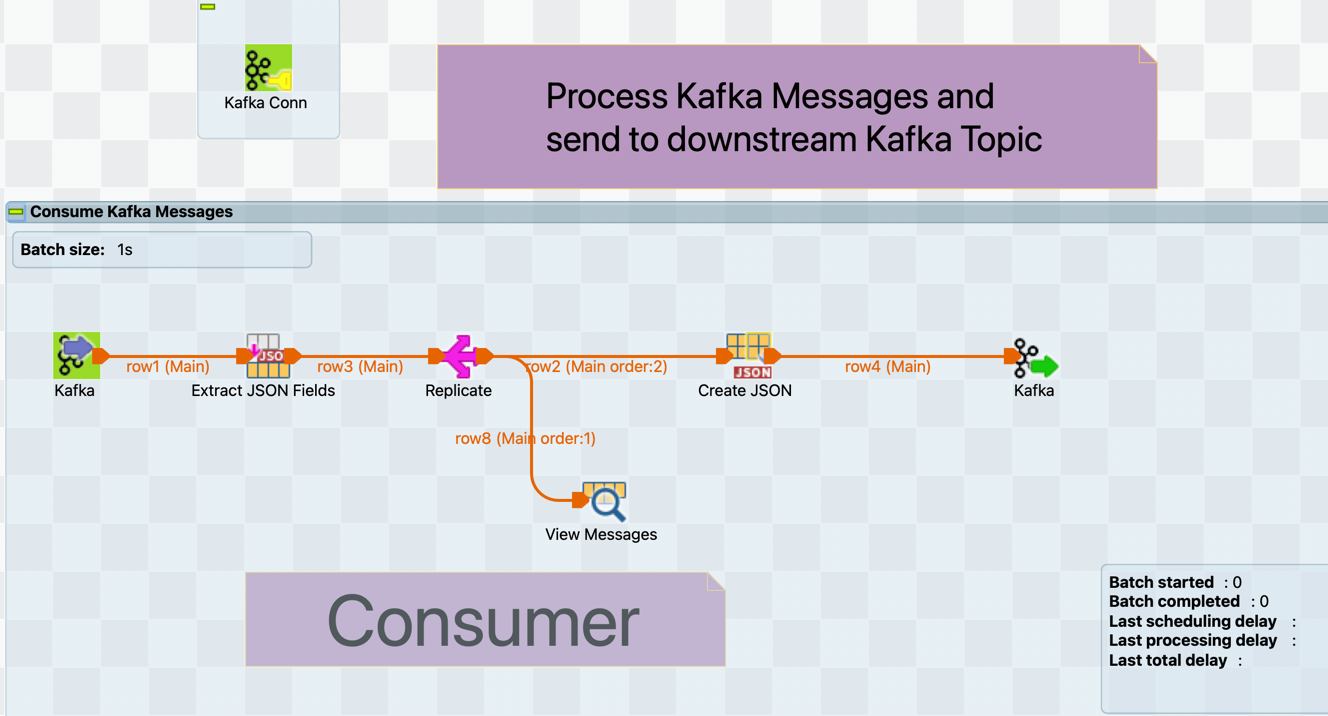 Kafka Conn
Process Kafka Messages and
send to downstream Kafka Topic
Consume Kafka Messages
Batch size: 1s
row1 (Main)
row3 (Main)
row2 (Main order:2)
row4 (Main)
JSO
JSON
Kafka
Extract JSON Fields
Replicate
Create JSON
Kafka
row8 (Main order:1)
View Messages
Consumer
Batch started : 0
Batch completed : 0
Last scheduling delay :
Last processing delay :
Last total delay :